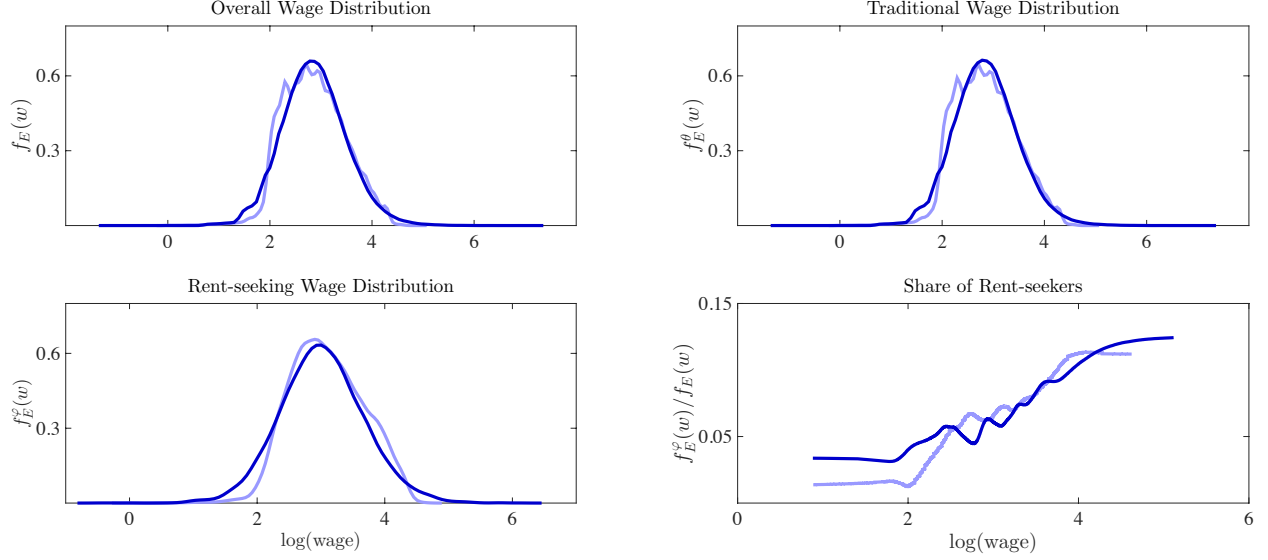 Overall Wage Distribution
f_E(w)
0.6
0.3
0
2
4
6
Traditional Wage Distribution
f_E^θ(w)
0.6
0.3
0
2
4
6
Rent-seeking Wage Distribution
f_E^φ(w)
0.6
0.3
0
2
4
6
log(wage)
Share of Rent-seekers
f_E^φ(w)/f_E(w)
0.15
0.05
0
2
4
6
log(wage)